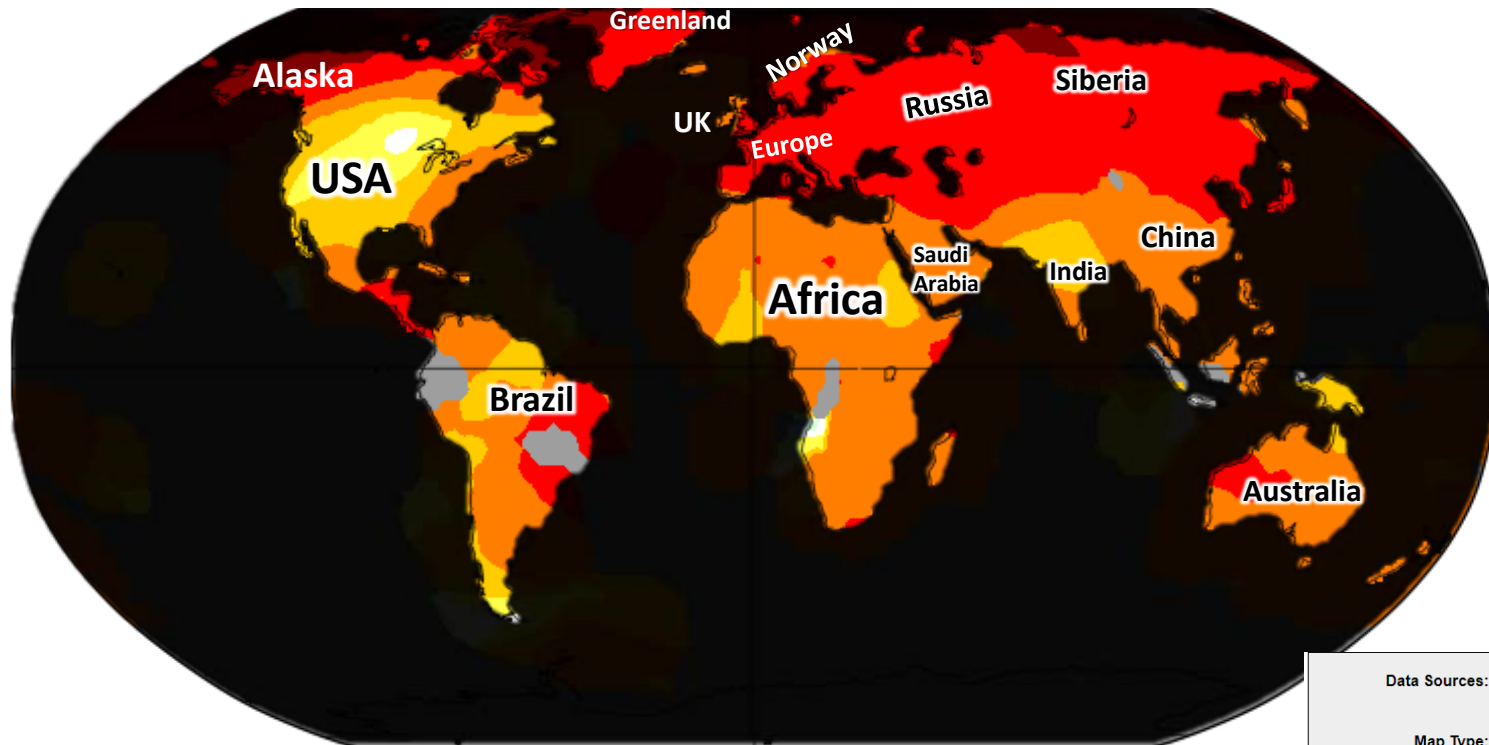 Greenland
Norway
Alaska
Siberia
Russia
UK
Europe
USA
China
Saudi
Arabia
India
Africa
Brazil
Australia
Data Sources:
Map Type: